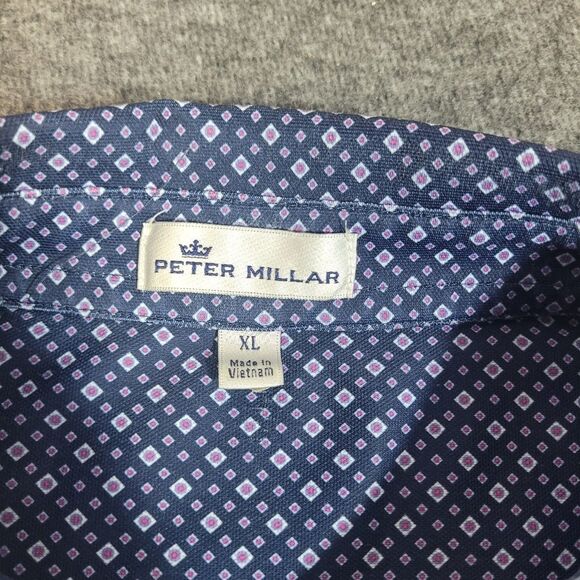 PETER MILLAR
XL
Made in
Vietnam